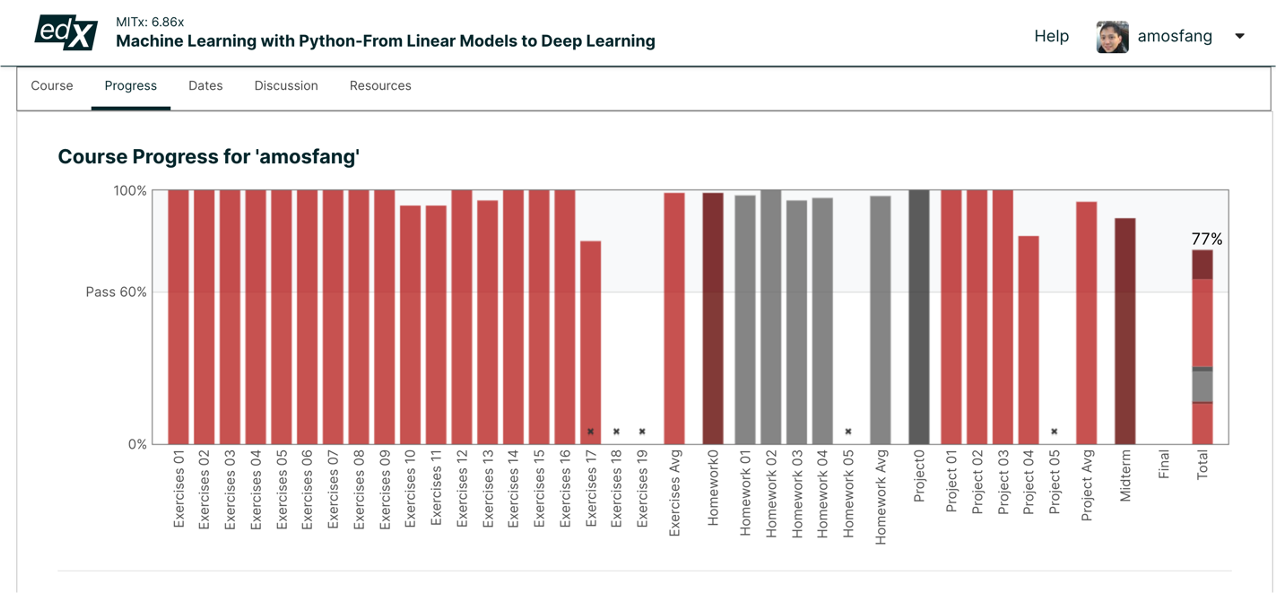 edX
MITx: 6.86x
Machine Learning with Python-From Linear Models to Deep Learning
Help
amosfang
Course
Progress
Dates
Discussion
Resources
Course Progress for 'amosfang'
100%
Pass 60%
0%
77%
Exercises 01
Exercises 02
Exercises 03
Exercises 04
Exercises 05
Exercises 06
Exercises 07
Exercises 08
Exercises 09
Exercises 10
Exercises 11
Exercises 12
Exercises 13
Exercises 14
Exercises 15
Exercises 16
Exercises 17
Exercises 18
Exercises 19
Exercises Avg
Homework0
Homework 01
Homework 02
Homework 03
Homework 04
Homework 05
Homework Avg
Project0
Project 01
Project 02
Project 03
Project 04
Project 05
Project Avg
Midterm
Final
Total